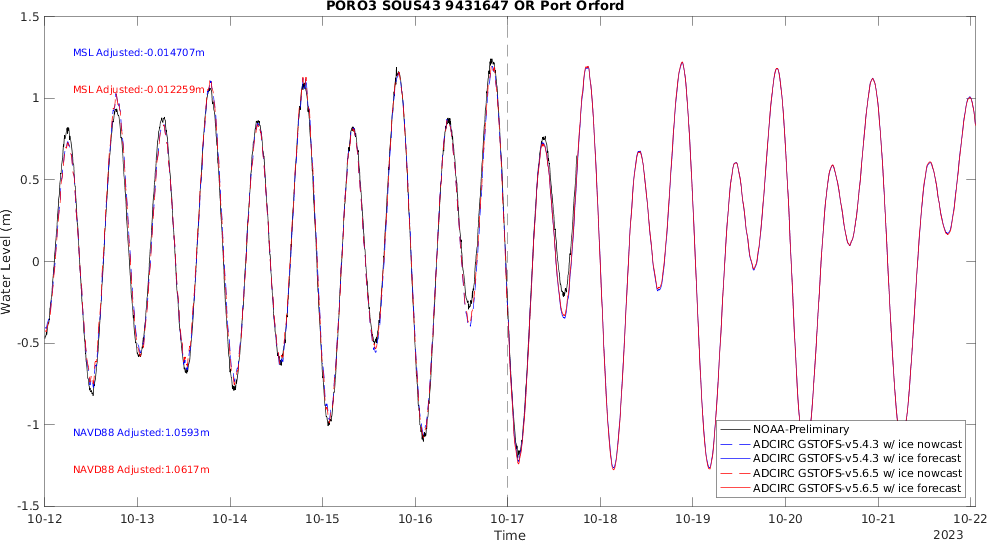 PORO3 SOUS43 9431647 OR Port Orford
1.5
1
0.5
0
-0.5
-1
-1.5
Water Level (m)
MSL Adjusted:-0.014707m
MSL Adjusted:-0.012259m
NAVD88 Adjusted:1.0593m
NAVD88 Adjusted:1.0617m
NOAA-Preliminary
ADCIRC GSTOFS-v5.4.3 w/ ice nowcast
ADCIRC GSTOFS-v5.4.3 w/ ice forecast
ADCIRC GSTOFS-v5.6.5 w/ ice nowcast
ADCIRC GSTOFS-v5.6.5 w/ ice forecast
10-12 10-13 10-14 10-15 10-16 10-17 10-18 10-19 10-20 10-21 10-22
Time
2023